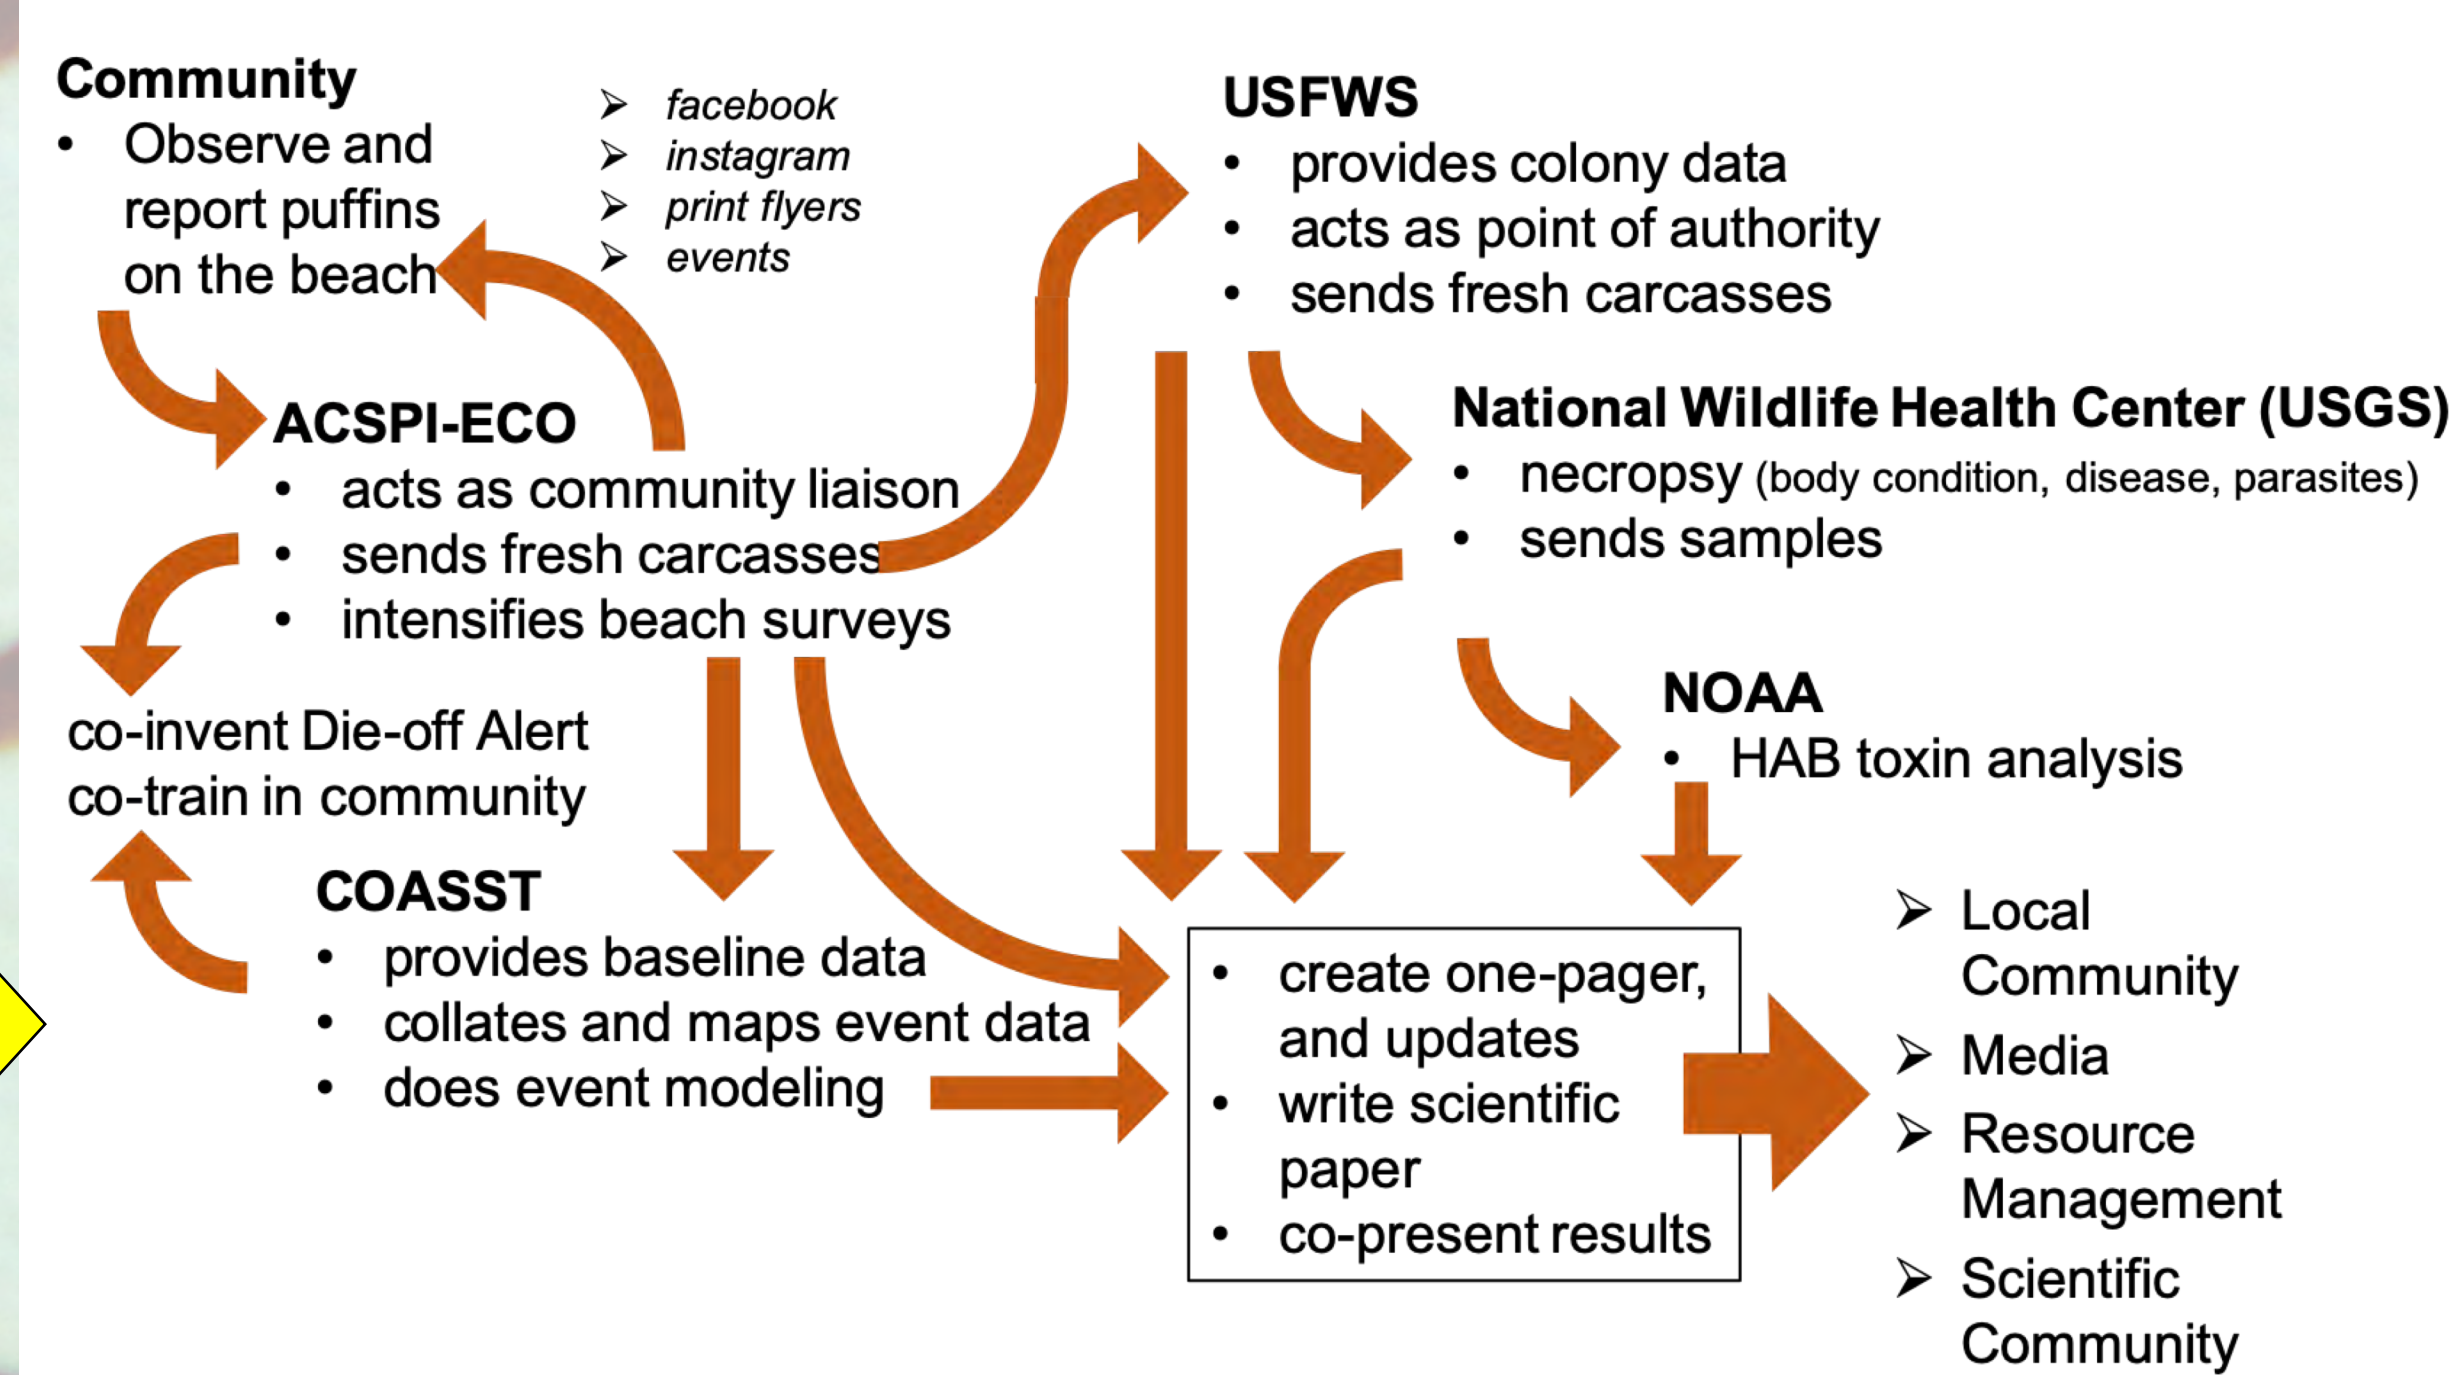 Community
• Observe and
report puffins
on the beach
➢ facebook
➢ instagram
➢ print flyers
➢ events
ACSPI-ECO
• acts as community liaison
• sends fresh carcasses
• intensifies beach surveys
co-invent Die-off Alert
co-train in community
COASST
• provides baseline data
• collates and maps event data
• does event modeling
USFWS
• provides colony data
• acts as point of authority
• sends fresh carcasses
National Wildlife Health Center (USGS)
• necropsy (body condition, disease, parasites)
• sends samples
NOAA
• HAB toxin analysis
• create one-pager,
and updates
• write scientific
paper
• co-present results
➢ Local
Community
➢ Media
➢ Resource
Management
➢ Scientific
Community